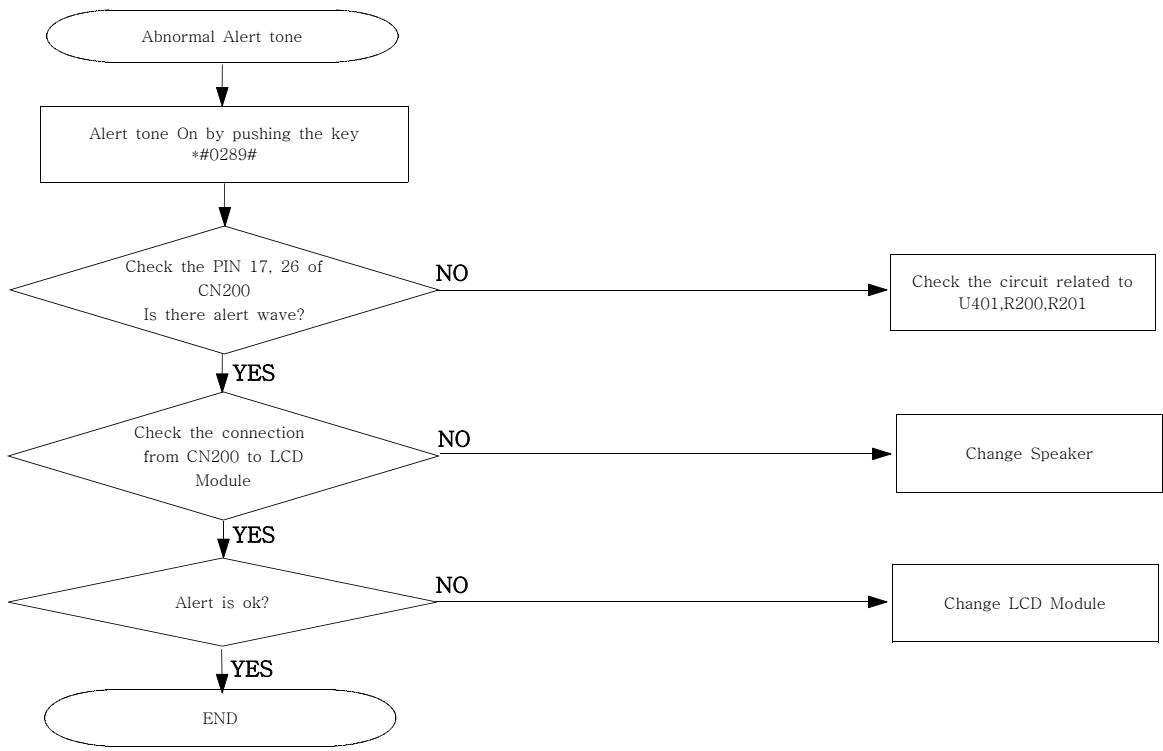 Abnormal Alert tone
Alert tone On by pushing the key
*#0289#
Check the PIN 17, 26 of
CN200
Is there alert wave?
NO
Check the circuit related to
U401,R200,R201
YES
Check the connection
from CN200 to LCD
Module
NO
Change Speaker
YES
Alert is ok?
NO
Change LCD Module
YES
END